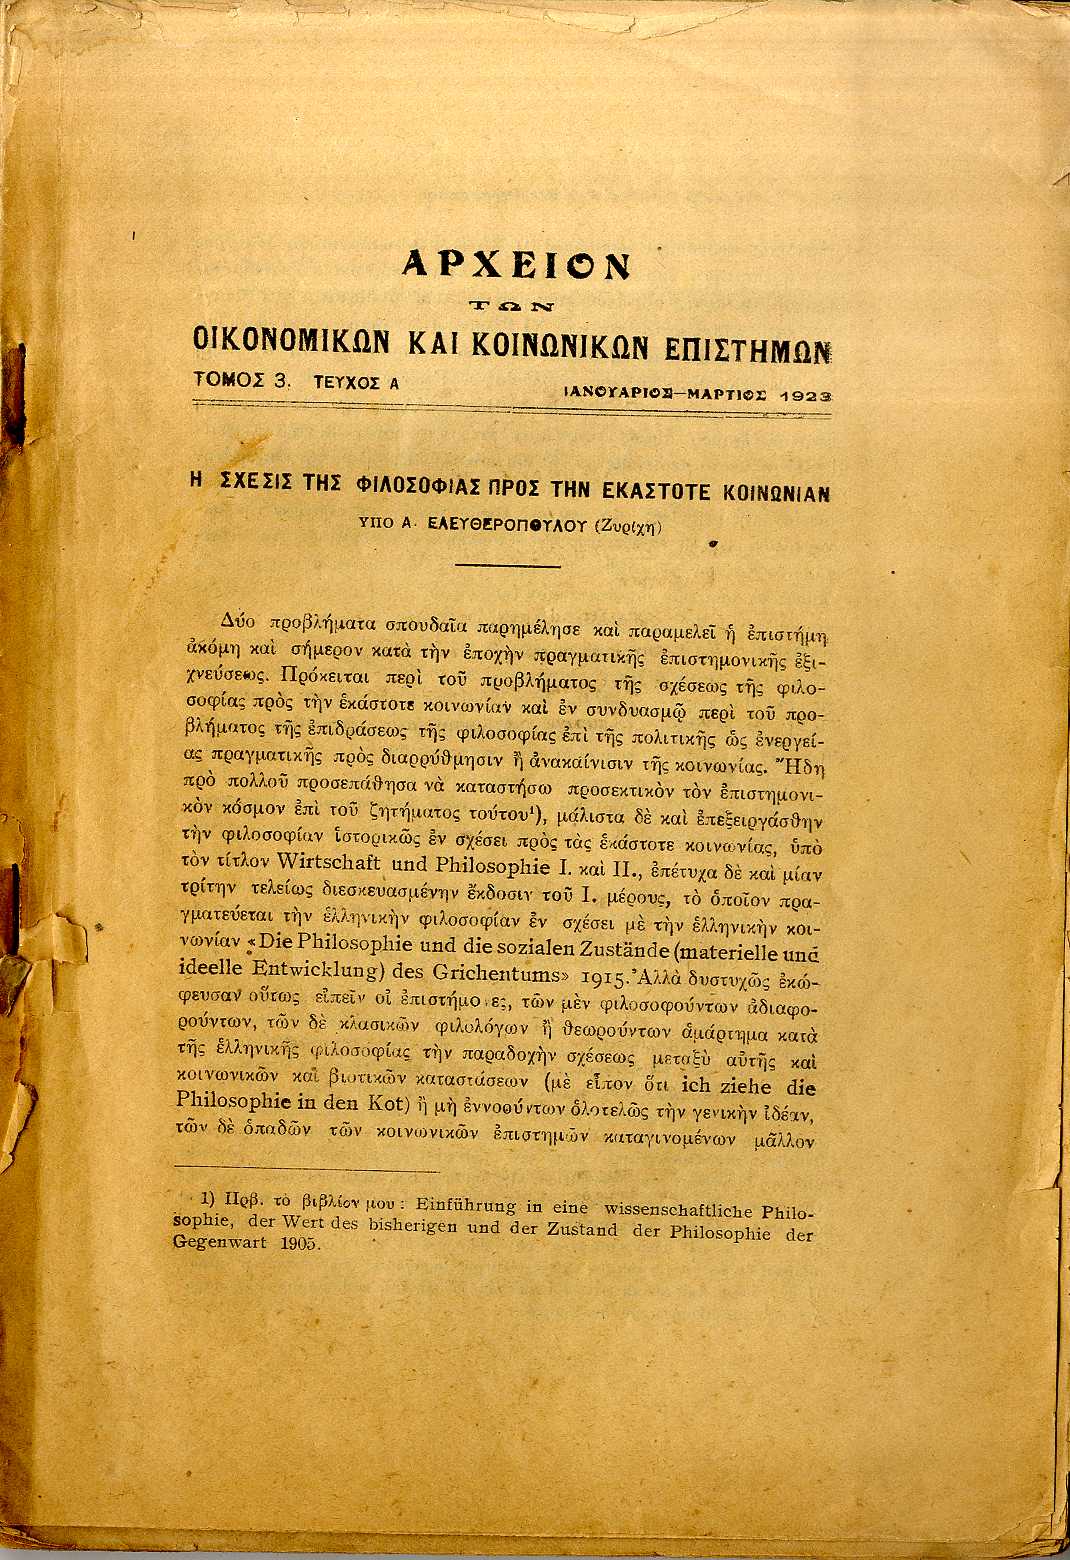 ΑΡΧΕΙΟΝ
ΤΩΝ
ΟΙΚΟΝΟΜΙΚΩΝ ΚΑΙ ΚΟΙΝΩΝΙΚΩΝ ΕΠΙΣΤΗΜΩΝ
ΤΟΜΟΣ 3. ΤΕΥΧΟΣ Α ΙΑΝΟΥΑΡΙΟΣ—ΜΑΡΤΙΟΣ 1923
Η ΣΧΕΣΙΣ ΤΗΣ ΦΙΛΟΣΟΦΙΑΣ ΠΡΟΣ ΤΗΝ ΕΚΑΣΤΟΤΕ ΚΟΙΝΩΝΙΑΝ
ΥΠΟ Α. ΕΛΕΥΘΕΡΟΠΟΥΛΟΥ (Ζυρίχη)
Δύο προβλήματα σπουδαῖα παρημέλησε καὶ παραμελεῖ ἡ ἐπιστήμη
ἀκόμη καὶ σήμερον κατὰ τὴν ἐποχὴν πραγματικῆς ἐπιστημονικῆς ἐξι-
χνεύσεως. Πρόκειται περὶ τοῦ προβλήματος τῆς σχέσεως τῆς φιλο-
σοφίας πρὸς τὴν ἑκάστοτε κοινωνίαν καὶ ἐν συνδυασμῷ περὶ τοῦ προ-
βλήματος τῆς ἐπιδράσεως τῆς φιλοσοφίας ἐπὶ τῆς πολιτικῆς ὡς ἐνεργεί-
ας πραγματικῆς πρὸς διαρρύθμησιν ἢ ἀνακαίνισιν τῆς κοινωνίας. Ἤδη
πρὸ πολλοῦ προσεπάθησα νὰ καταστήσω προσεκτικὸν τὸν ἐπιστημονι-
κὸν κόσμον ἐπὶ τοῦ ζητήματος τούτου¹), μάλιστα δὲ καὶ ἐπεξειργάσθην
τὴν φιλοσοφίαν ἱστορικῶς ἐν σχέσει πρὸς τὰς ἑκάστοτε κοινωνίας, ὑπὸ
τὸν τίτλον Wirtschaft und Philosophie I. καὶ II., ἐπέτυχα δὲ καὶ μίαν
τρίτην τελείως διεσκευασμένην ἔκδοσιν τοῦ I. μέρους, τὸ ὁποῖον πρα-
γματεύεται τὴν ἑλληνικὴν φιλοσοφίαν ἐν σχέσει μὲ τὴν ἑλληνικὴν κοι-
νωνίαν «Die Philosophie und die sozialen Zustände (materielle und
ideelle Entwicklung) des Grichentums» 1915. Ἀλλὰ δυστυχῶς ἐκώ-
φευσαν οὕτως εἰπεῖν οἱ ἐπιστήμο ες, τῶν μὲν φιλοσοφούντων ἀδιαφο-
ρούντων, τῶν δὲ κλασικῶν φιλολόγων ἢ θεωρούντων ἁμάρτημα κατὰ
τῆς ἑλληνικῆς φιλοσοφίας τὴν παραδοχὴν σχέσεως μεταξὺ αὐτῆς καὶ
κοινωνικῶν καὶ βιοτικῶν καταστάσεων (μὲ εἶπον ὅτι ich ziehe die
Philosophie in den Kot) ἢ μὴ ἐννοούντων ὁλοτελῶς τὴν γενικὴν ἰδέαν,
τῶν δὲ ὀπαδῶν τῶν κοινωνικῶν ἐπιστημῶν καταγινομένων μᾶλλον
1) Πρβ. τὸ βιβλίον μου : Einführung in eine wissenschaftliche Philo-
sophie, der Wert des bisherigen und der Zustand der Philosophie der
Gegenwart 1905.